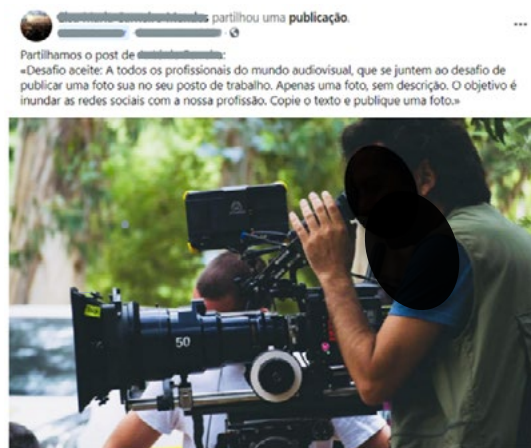 partilhou uma publicação.
Partilhamos o post de
«Desafio aceite: A todos os profissionais do mundo audiovisual, que se juntem ao desafio de
publicar uma foto sua no seu posto de trabalho. Apenas uma foto, sem descrição. O objetivo é
inundar as redes sociais com a nossa profissão. Copie o texto e publique uma foto.»
50